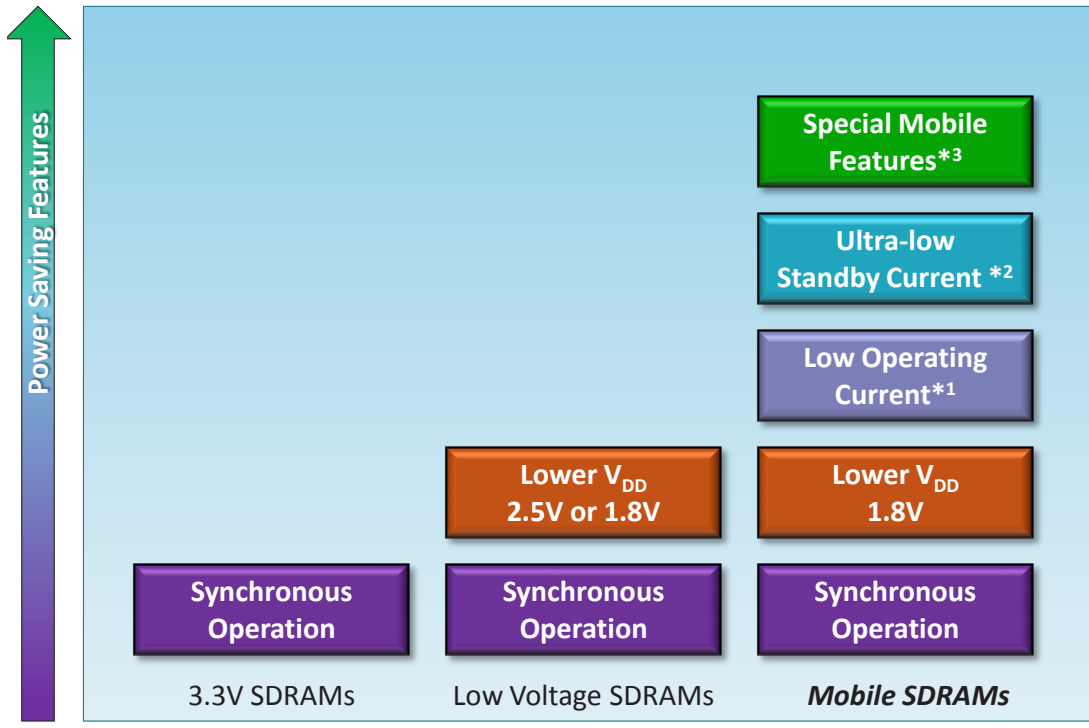 Power Saving Features
Special Mobile
Features*3
Ultra-low
Standby Current *2
Low Operating
Current*1
Lower VDD
2.5V or 1.8V
Lower VDD
1.8V
Synchronous
Operation
Synchronous
Operation
Synchronous
Operation
3.3V SDRAMs
Low Voltage SDRAMs
Mobile SDRAMs